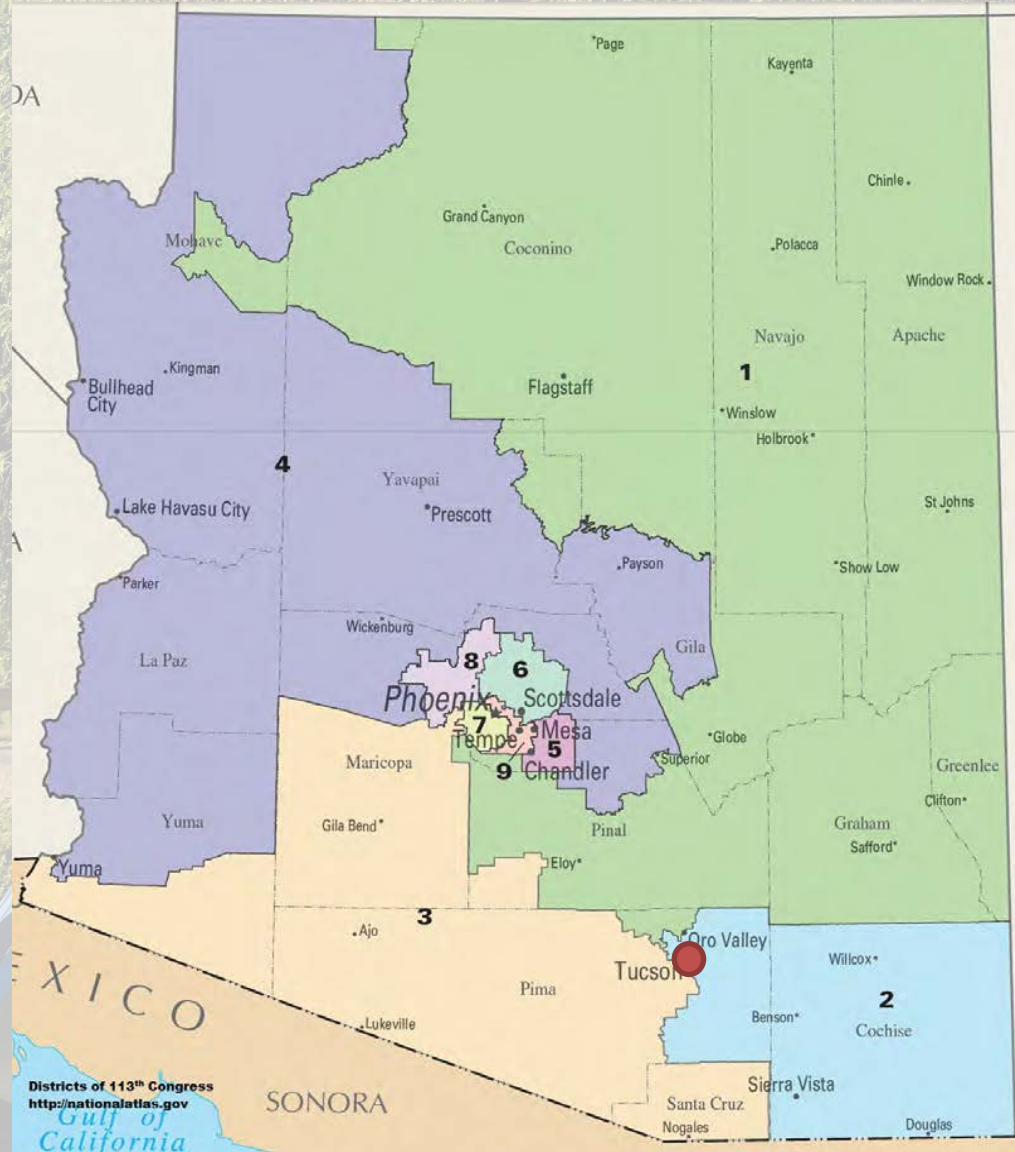 Page
Kayenta
DA
Chinle
Grand Canyon
Mohave
Coconino
Polacca
Window Rock
Navajo
Apache
Kingman
1
Bullhead
City
Flagstaff
Winslow
Holbrook
4
Yavapai
Lake Havasu City
Prescott
St Johns
A
Payson
Show Low
Parker
Wickenburg
Gila
La Paz
8
6
Phoenix
Scottsdale
7
Mesa
Tempe
5
Globe
Superior
Maricopa
9
Chandler
Greenlee
Clifton
Yuma
Gila Bend
Pinal
Graham
Safford
Eloy
Yuma
3
Ajo
Oro Valley
Willcox
Tucson
EXICO
Pima
2
Benson
Cochise
Lukeville
Districts of 113th Congress
http://nationalatlas.gov
Gulf of
California
SONORA
Sierra Vista
Santa Cruz
Nogales
Douglas